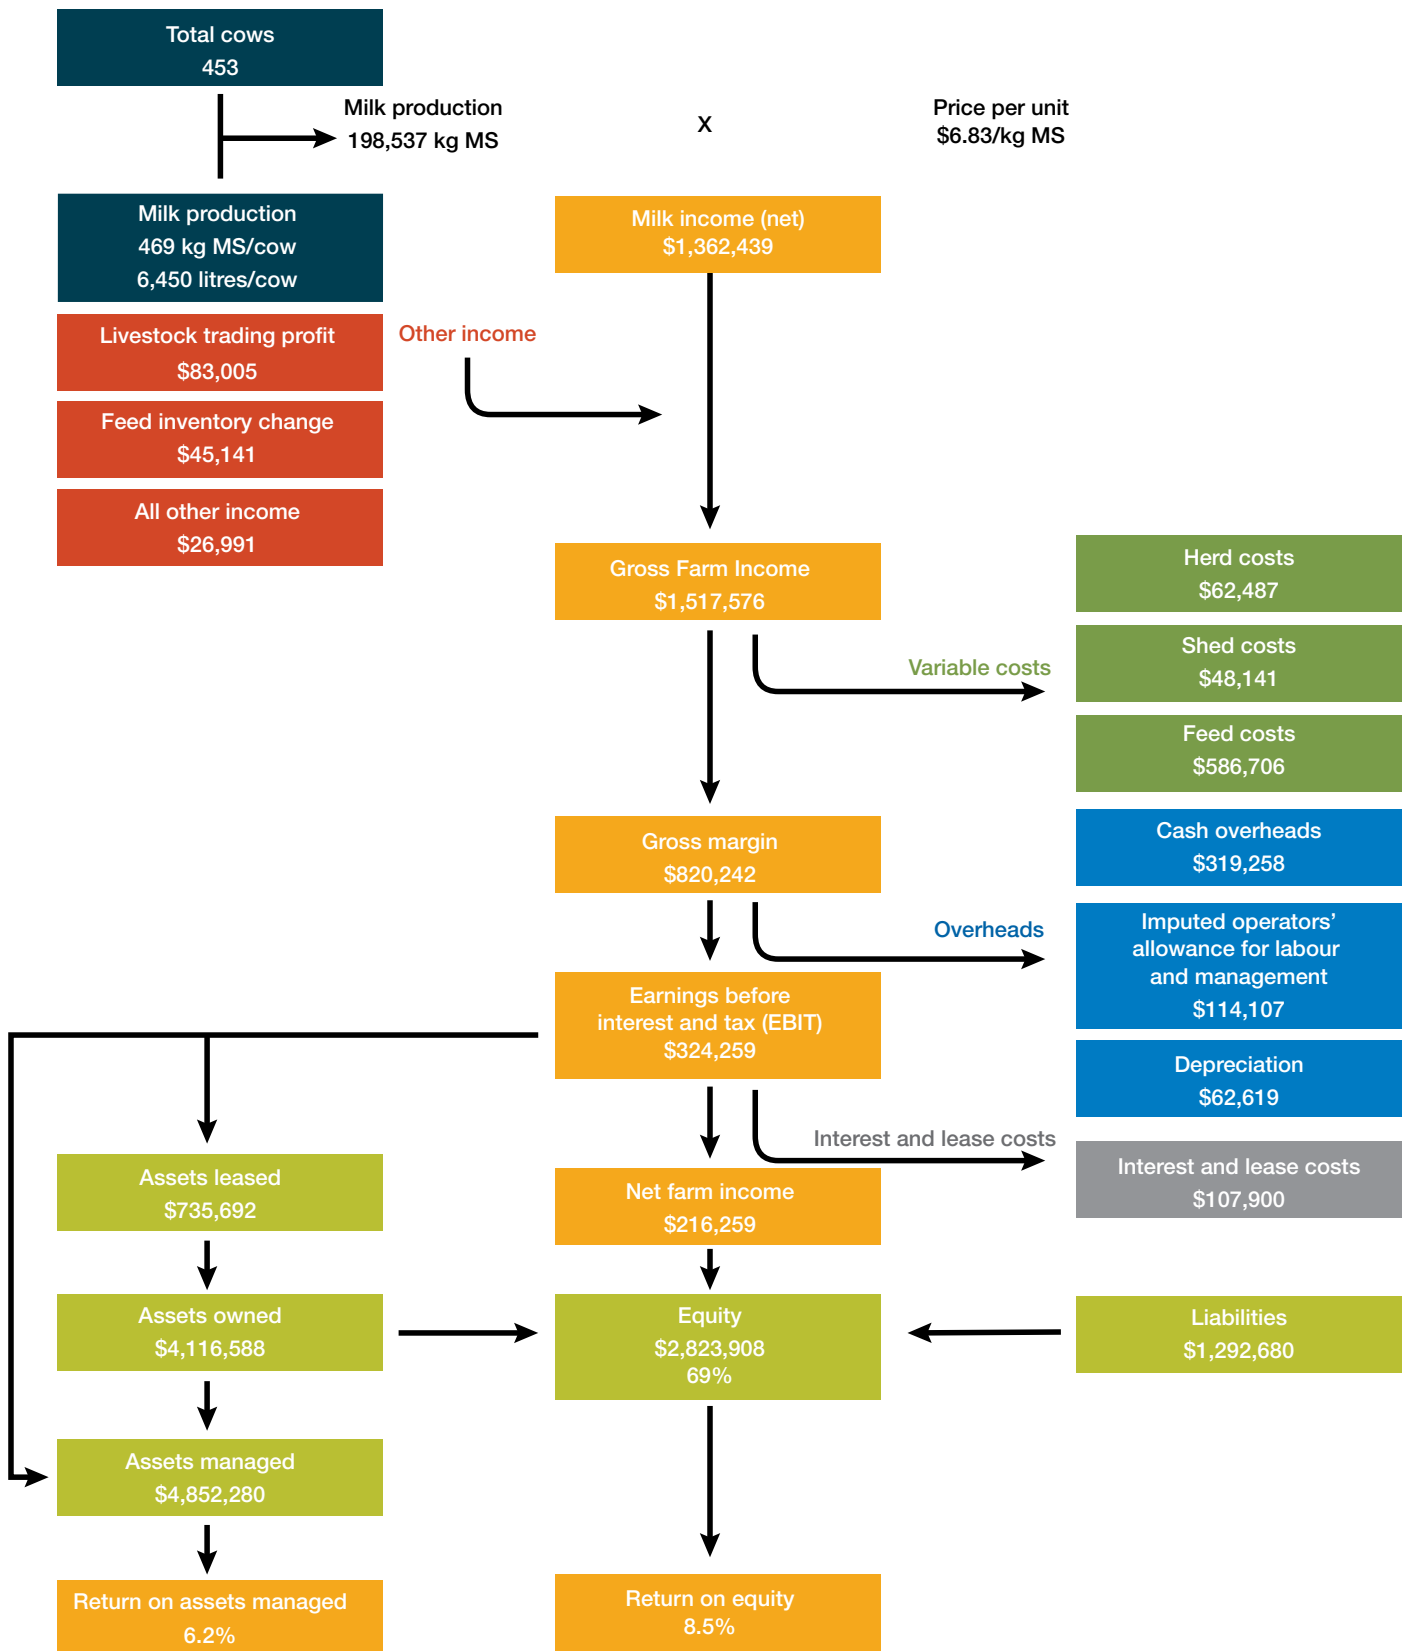 Total cows
453
Milk production
198,537 kg MS
X
Price per unit
$6.83/kg MS
Milk production
469 kg MS/cow
6,450 litres/cow
Milk income (net)
$1,362,439
Livestock trading profit
$83,005
Other income
Feed inventory change
$45,141
All other income
$26,991
Gross Farm Income
$1,517,576
Herd costs
$62,487
Variable costs
Shed costs
$48,141
Feed costs
$586,706
Gross margin
$820,242
Cash overheads
$319,258
Overheads
Imputed operators’
allowance for labour
and management
$114,107
Earnings before
interest and tax (EBIT)
$324,259
Depreciation
$62,619
Interest and lease costs
Interest and lease costs
$107,900
Assets leased
$735,692
Net farm income
$216,259
Assets owned
$4,116,588
Equity
$2,823,908
69%
Liabilities
$1,292,680
Assets managed
$4,852,280
Return on assets managed
6.2%
Return on equity
8.5%